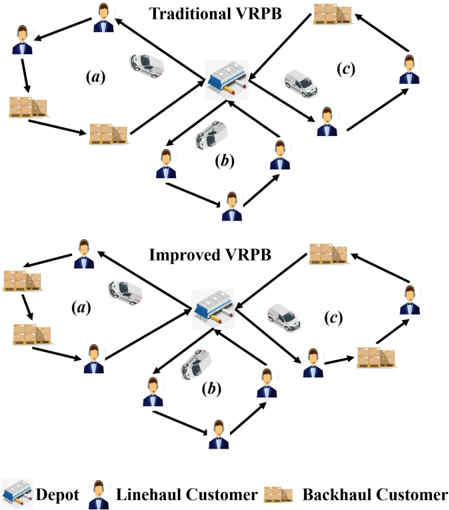 Traditional VRPB
(a)
(c)
(b)
Improved VRPB
(a)
(c)
(b)
Depot Linehaul Customer Backhaul Customer